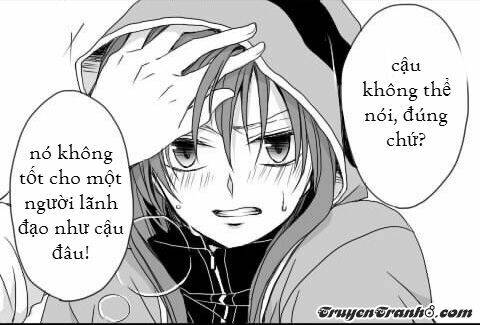 cậu
không thể
nói, đúng
chứ?
nó không
tốt cho một
người lãnh
đạo như cậu
đâu!
TruyenTranh8.com